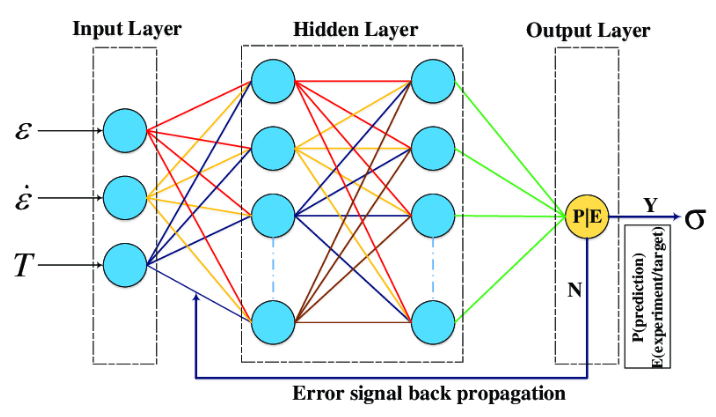 Input Layer
Hidden Layer
Output Layer
ε
ε̇
T
P|E
Y
σ
N
P(prediction)
E(experiment/target)
Error signal back propagation